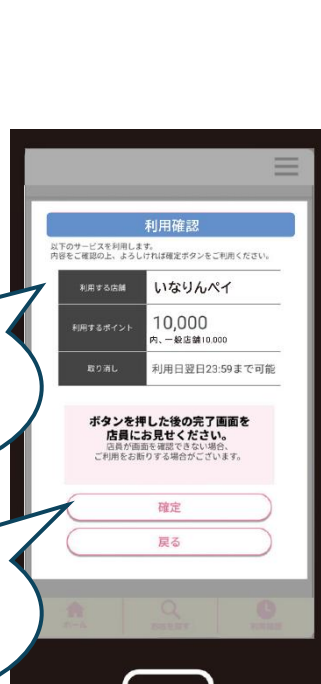 利用確認
以下のサービスを利用します。
内容をご確認の上、よろしければ確定ボタンをご利用ください。
利用する店舗 いなりんペイ
利用するポイント 10,000
内、一般店舗10,000
取り消し 利用日翌日23:59まで可能
ボタンを押した後の完了画面を
店員にお見せください。
店員が画面を確認できない場合、
ご利用をお断りする場合がございます。
確定
戻る
ホーム